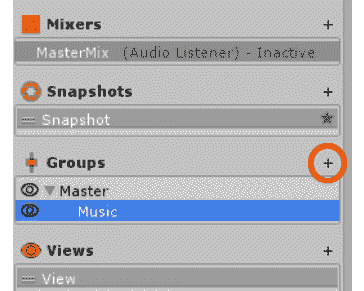 Mixers +
MasterMix (Audio Listener) - Inactive
Snapshots +
Snapshot
Groups +
Master
Music
Views +
View